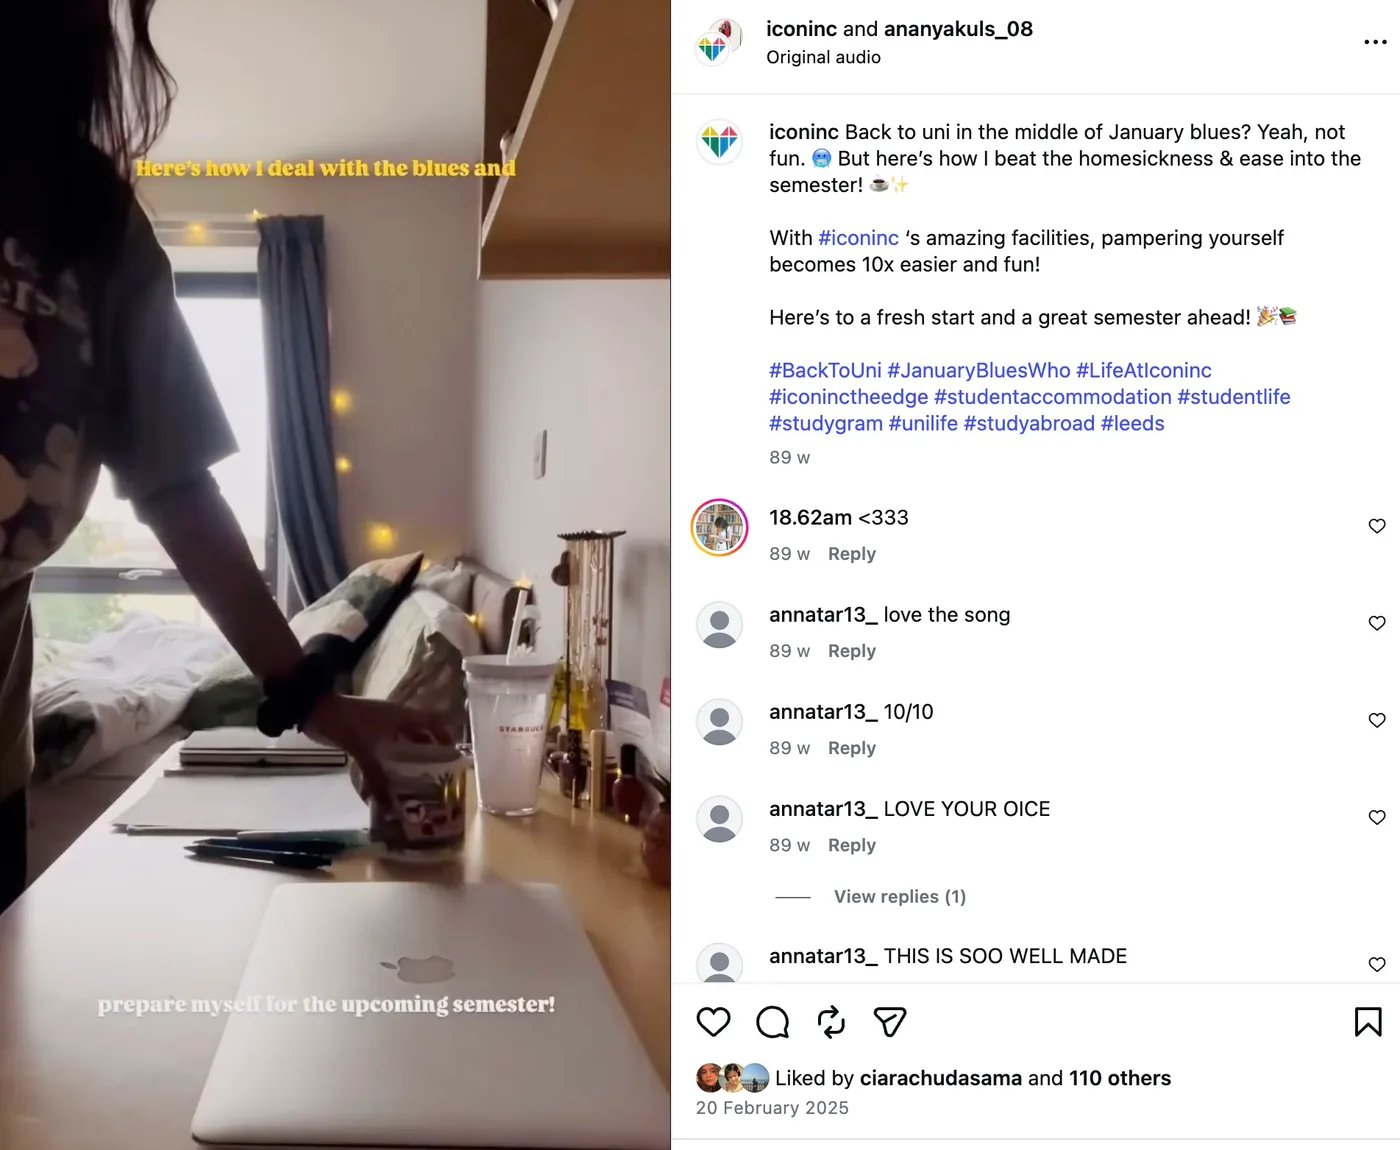 Here's how I deal with the blues and
STARBUCKS
prepare myself for the upcoming semester!
iconinc and ananyakuls_08
Original audio
iconinc Back to uni in the middle of January blues? Yeah, not
fun. 🥶 But here's how I beat the homesickness & ease into the
semester! ☕✨
With #iconinc 's amazing facilities, pampering yourself
becomes 10x easier and fun!
Here's to a fresh start and a great semester ahead! 🎉📚
#BackToUni #JanuaryBluesWho #LifeAtIconinc
#iconinctheedge #studentaccommodation #studentlife
#studygram #unilife #studyabroad #leeds
89 w
18.62am <333
89 w Reply
annatar13_ love the song
89 w Reply
annatar13_ 10/10
89 w Reply
annatar13_ LOVE YOUR OICE
89 w Reply
View replies (1)
annatar13_ THIS IS SOO WELL MADE
Liked by ciarachudasama and 110 others
20 February 2025